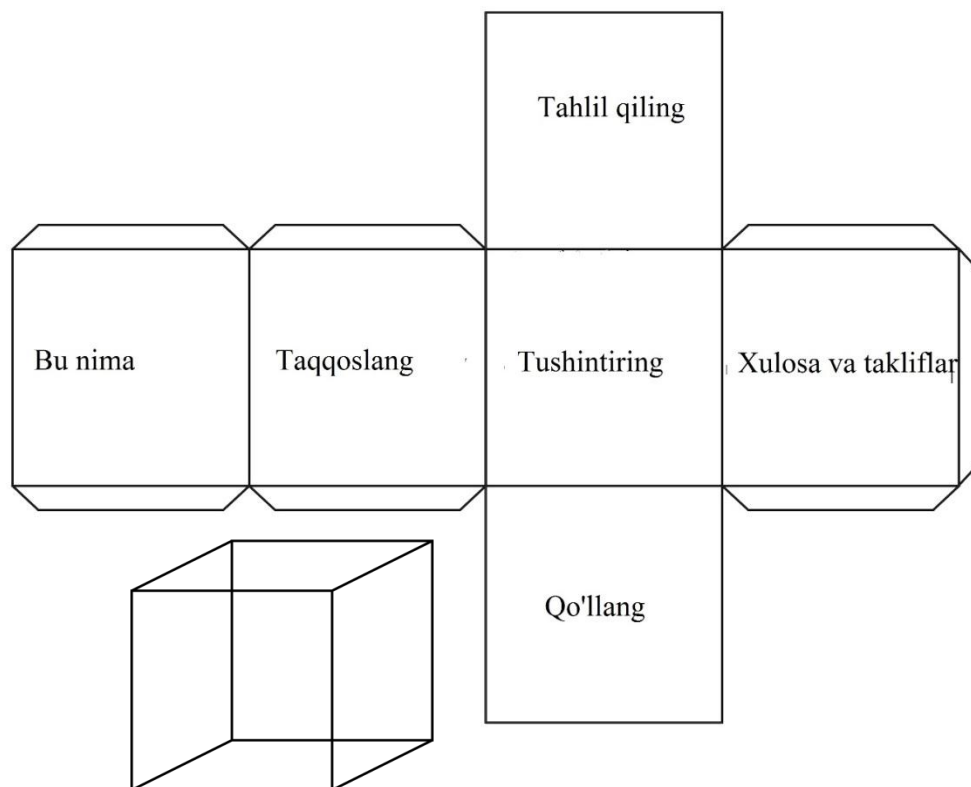 Tahlil qiling
Bu nima
Taqqoslang
Tushintiring
Xulosa va takliflar
Qo'llang